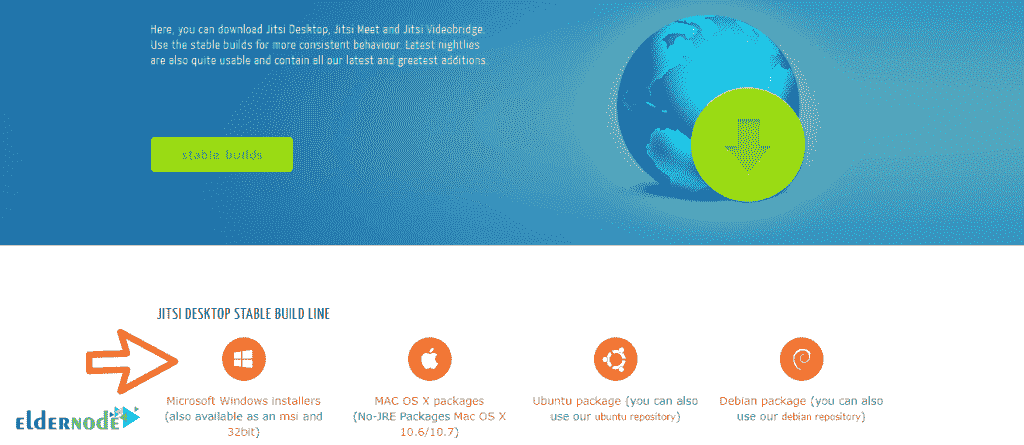 Here, you can download Jitsi Desktop, Jitsi Meet and Jitsi Videobridge.
Use the stable builds for more consistent behaviour. Latest nightlies
are also quite usable and contain all our latest and greatest additions.
stable builds
JITSI DESKTOP STABLE BUILD LINE
Microsoft Windows installers
(also available as an msi and
32bit)
MAC OS X packages
(No-JRE Packages Mac OS X
10.6/10.7)
Ubuntu package (you can also
use our ubuntu repository)
Debian package (you can also
use our debian repository)
eldernode